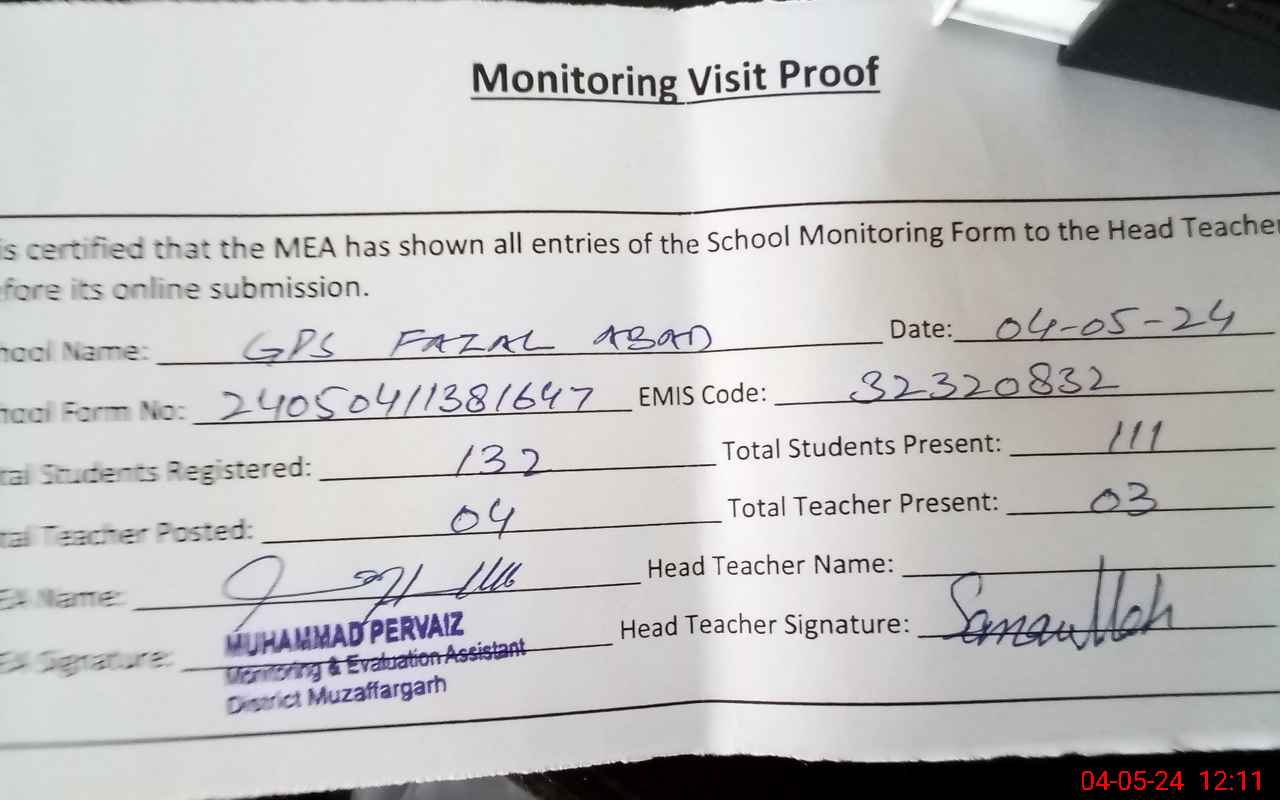 Monitoring Visit Proof
is certified that the MEA has shown all entries of the School Monitoring Form to the Head Teacher
fore its online submission.
hool Name: GPS FAZAL ABAD Date: 04-05-24
hool Form No: 24050411381647 EMIS Code: 32320832
tal Students Registered: 132 Total Students Present: 111
tal Teacher Posted: 04 Total Teacher Present: 03
EA Name: Head Teacher Name:
EA Signature: Head Teacher Signature: Samaullah
MUHAMMAD PERVAIZ
Monitoring & Evaluation Assistant
District Muzaffargarh
04-05-24 12:11